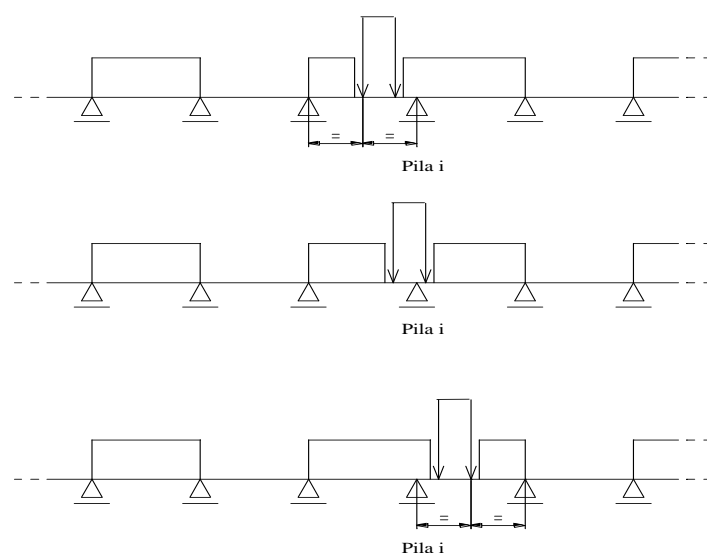 = =
Pila i
Pila i
= =
Pila i